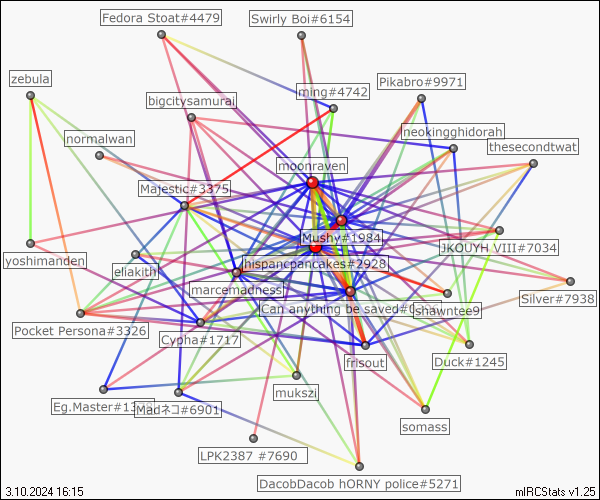 Fedora Stoat#4479
Swirly Boi#6154
zebula
Pikabro#9971
ming#4742
bigcitysamurai
neokingghidorah
normalwan
thesecondtwat
moonraven
Majestic#3375
Mushy#1984
JKOUYH VIII#7034
yoshimanden
hispancpancakes#2928
eliakith
marcemadness
Silver#7938
Can anything be saved#0
shawntee9
Pocket Persona#3326
Cypha#1717
frisout
Duck#1245
mukszi
Eg.Master#1
Madネコ#6901
somass
LPK2387 #7690
DacobDacob hORNY police#5271
3.10.2024 16:15
mIRCStats v1.25